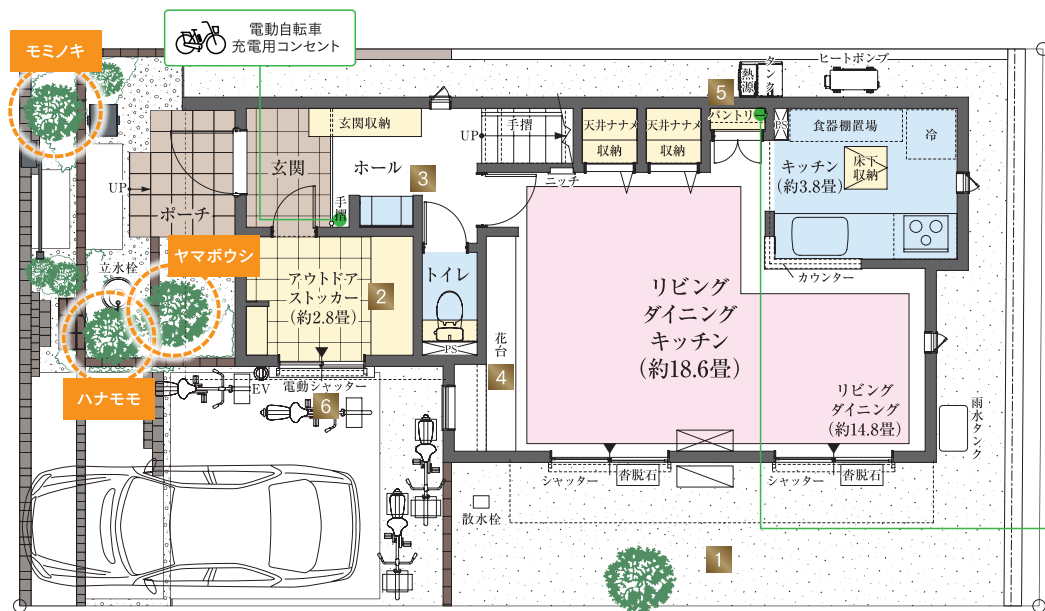 電動自転車
充電用コンセント
モミノキ
ヒートポンプ
熱源
タンク
5
パントリー
PS
食器棚置場
冷
玄関収納
UP
手摺
天井ナナメ
収納
天井ナナメ
収納
キッチン
(約3.8畳)
床下
収納
玄関
ホール
3
ニッチ
UP
ポーチ
手摺
ヤマボウシ
立水栓
アウトドア
ストッカー
(約2.8畳)
2
トイレ
PS
カウンター
リビング
ダイニング
キッチン
(約18.6畳)
花台
4
ハナモモ
EV
電動シャッター
6
リビング
ダイニング
(約14.8畳)
雨水タンク
シャッター
沓脱石
シャッター
沓脱石
散水栓
1